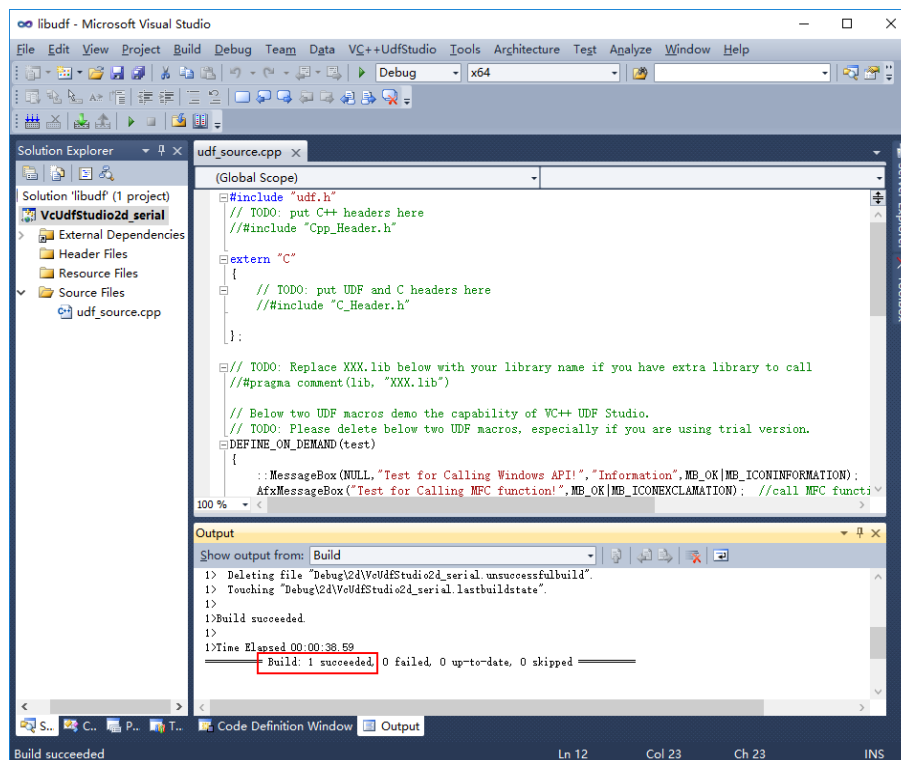 libudf - Microsoft Visual Studio
File Edit View Project Build Debug Team Data VC++UdfStudio Tools Architecture Test Analyze Window Help
Debug x64
Solution Explorer
udf_source.cpp
(Global Scope)
Solution 'libudf' (1 project)
VcUdfStudio2d_serial
External Dependencies
Header Files
Resource Files
Source Files
udf_source.cpp
#include "udf.h"
// TODO: put C++ headers here
//#include "Cpp_Header.h"
extern "C"
{
// TODO: put UDF and C headers here
//#include "C_Header.h"
};
// TODO: Replace XXX.lib below with your library name if you have extra library to call
//#pragma comment(lib, "XXX.lib")
// Below two UDF macros demo the capability of VC++ UDF Studio.
// TODO: Please delete below two UDF macros, especially if you are using trial version.
DEFINE_ON_DEMAND(test)
{
::MessageBox(NULL,"Test for Calling Windows API!","Information",MB_OK|MB_ICONINFORMATION);
AfxMessageBox("Test for Calling MFC function!",MB_OK|MB_ICONEXCLAMATION); //call MFC functi
100 %
Output
Show output from: Build
1> Deleting file "Debug\2d\VcUdfStudio2d_serial.unsuccessfulbuild".
1> Touching "Debug\2d\VcUdfStudio2d_serial.lastbuildstate".
1>
1>Build succeeded.
1>
1>Time Elapsed 00:00:38.59
========== Build: 1 succeeded, 0 failed, 0 up-to-date, 0 skipped ==========
S... C... P... T...
Code Definition Window Output
Build succeeded Ln 12 Col 23 Ch 23 INS